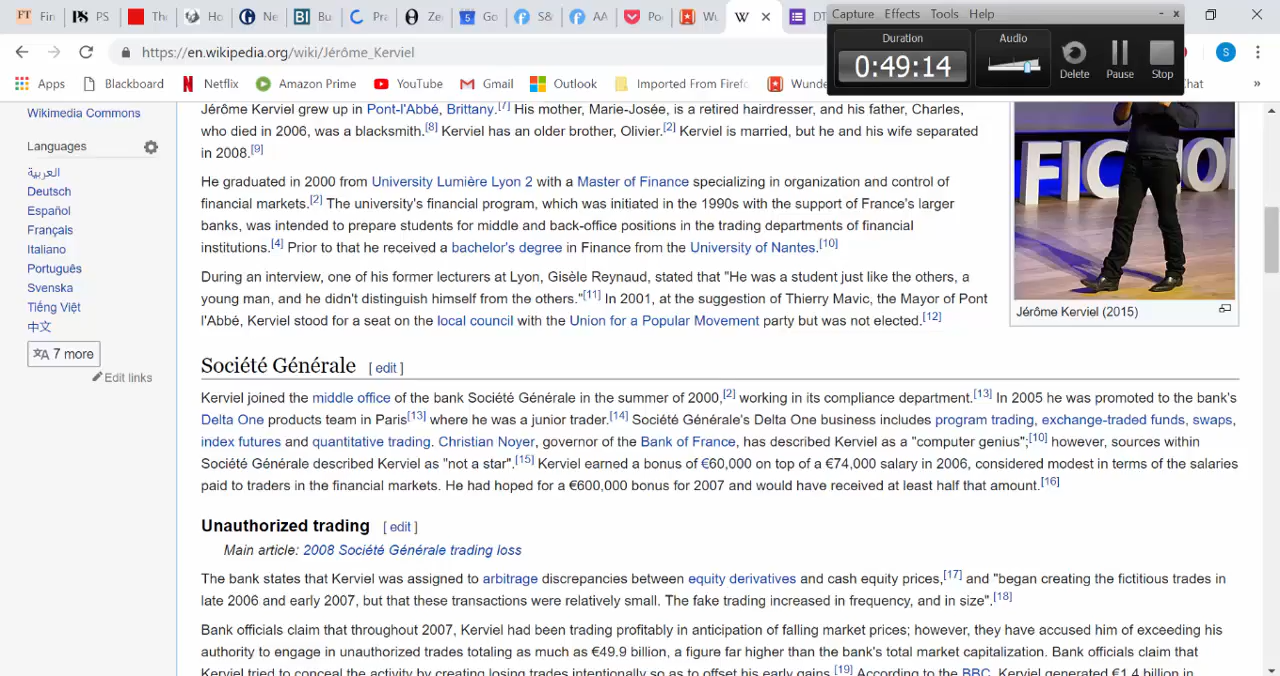 Fin
PS
The
Ho
Ne
BI Bu
Pra
Ze
5 Go
S&
AA
Po
Wu
W
DT
Capture Effects Tools Help
Duration
Audio
0:49:14
Delete
Pause
Stop
https://en.wikipedia.org/wiki/Jérôme_Kerviel
S
Apps Blackboard Netflix Amazon Prime YouTube Gmail Outlook Imported From Firef Wunde hat »
Wikimedia Commons
Languages
العربية
Deutsch
Español
Français
Italiano
Português
Svenska
Tiếng Việt
中文
7 more
Edit links
Jérôme Kerviel grew up in Pont-l'Abbé, Brittany.[7] His mother, Marie-Josée, is a retired hairdresser, and his father, Charles,
who died in 2006, was a blacksmith.[8] Kerviel has an older brother, Olivier.[2] Kerviel is married, but he and his wife separated
in 2008.[9]
He graduated in 2000 from University Lumière Lyon 2 with a Master of Finance specializing in organization and control of
financial markets.[2] The university's financial program, which was initiated in the 1990s with the support of France's larger
banks, was intended to prepare students for middle and back-office positions in the trading departments of financial
institutions.[4] Prior to that he received a bachelor's degree in Finance from the University of Nantes.[10]
During an interview, one of his former lecturers at Lyon, Gisèle Reynaud, stated that "He was a student just like the others, a
young man, and he didn't distinguish himself from the others."[11] In 2001, at the suggestion of Thierry Mavic, the Mayor of Pont
l'Abbé, Kerviel stood for a seat on the local council with the Union for a Popular Movement party but was not elected.[12]
FIC
IO
Jérôme Kerviel (2015)
Société Générale [ edit ]
Kerviel joined the middle office of the bank Société Générale in the summer of 2000,[2] working in its compliance department.[13] In 2005 he was promoted to the bank's
Delta One products team in Paris[13] where he was a junior trader.[14] Société Générale's Delta One business includes program trading, exchange-traded funds, swaps,
index futures and quantitative trading. Christian Noyer, governor of the Bank of France, has described Kerviel as a "computer genius";[10] however, sources within
Société Générale described Kerviel as "not a star".[15] Kerviel earned a bonus of €60,000 on top of a €74,000 salary in 2006, considered modest in terms of the salaries
paid to traders in the financial markets. He had hoped for a €600,000 bonus for 2007 and would have received at least half that amount.[16]
Unauthorized trading [ edit ]
Main article: 2008 Société Générale trading loss
The bank states that Kerviel was assigned to arbitrage discrepancies between equity derivatives and cash equity prices,[17] and "began creating the fictitious trades in
late 2006 and early 2007, but that these transactions were relatively small. The fake trading increased in frequency, and in size".[18]
Bank officials claim that throughout 2007, Kerviel had been trading profitably in anticipation of falling market prices; however, they have accused him of exceeding his
authority to engage in unauthorized trades totaling as much as €49.9 billion, a figure far higher than the bank's total market capitalization. Bank officials claim that
Kerviel tried to conceal the activity by creating losing trades intentionally so as to offset his early gains.[19] According to the BBC, Kerviel generated €1.4 billion in